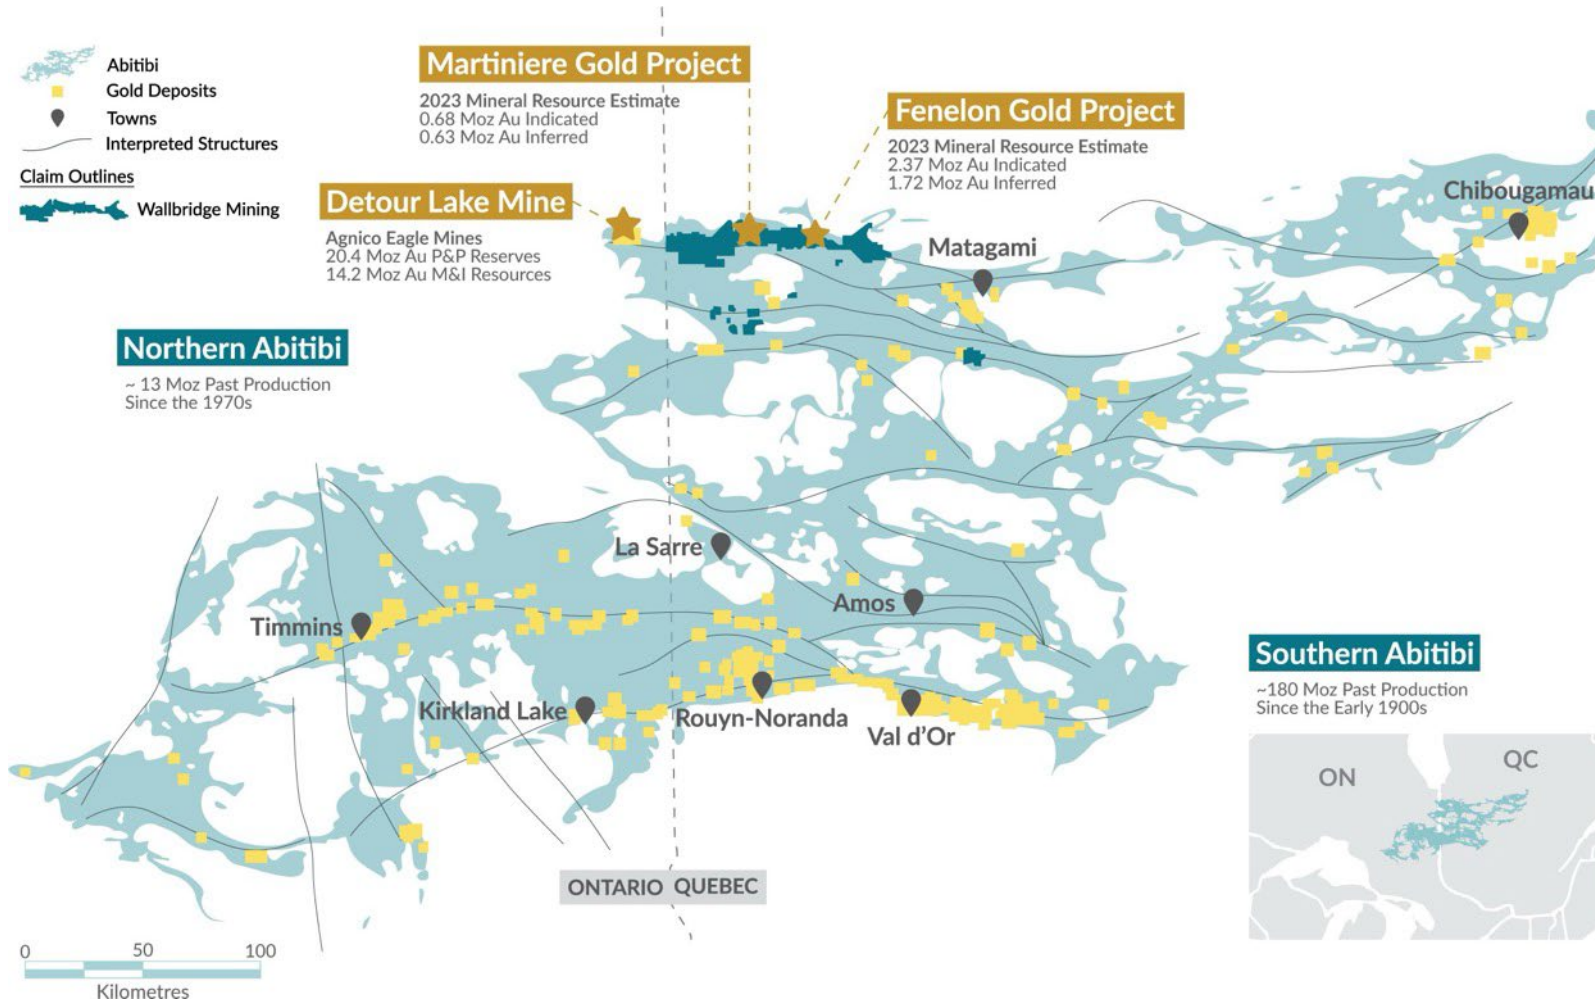 Abitibi
Gold Deposits
Towns
Interpreted Structures
Claim Outlines
Wallbridge Mining
Martiniere Gold Project
2023 Mineral Resource Estimate
0.68 Moz Au Indicated
0.63 Moz Au Inferred
Fenelon Gold Project
2023 Mineral Resource Estimate
2.37 Moz Au Indicated
1.72 Moz Au Inferred
Detour Lake Mine
Agnico Eagle Mines
20.4 Moz Au P&P Reserves
14.2 Moz Au M&I Resources
Chibougamau
Matagami
Northern Abitibi
~ 13 Moz Past Production
Since the 1970s
La Sarre
Amos
Timmins
Kirkland Lake
Rouyn-Noranda
Val d'Or
Southern Abitibi
~180 Moz Past Production
Since the Early 1900s
ON
QC
ONTARIO QUEBEC
0 50 100
Kilometres